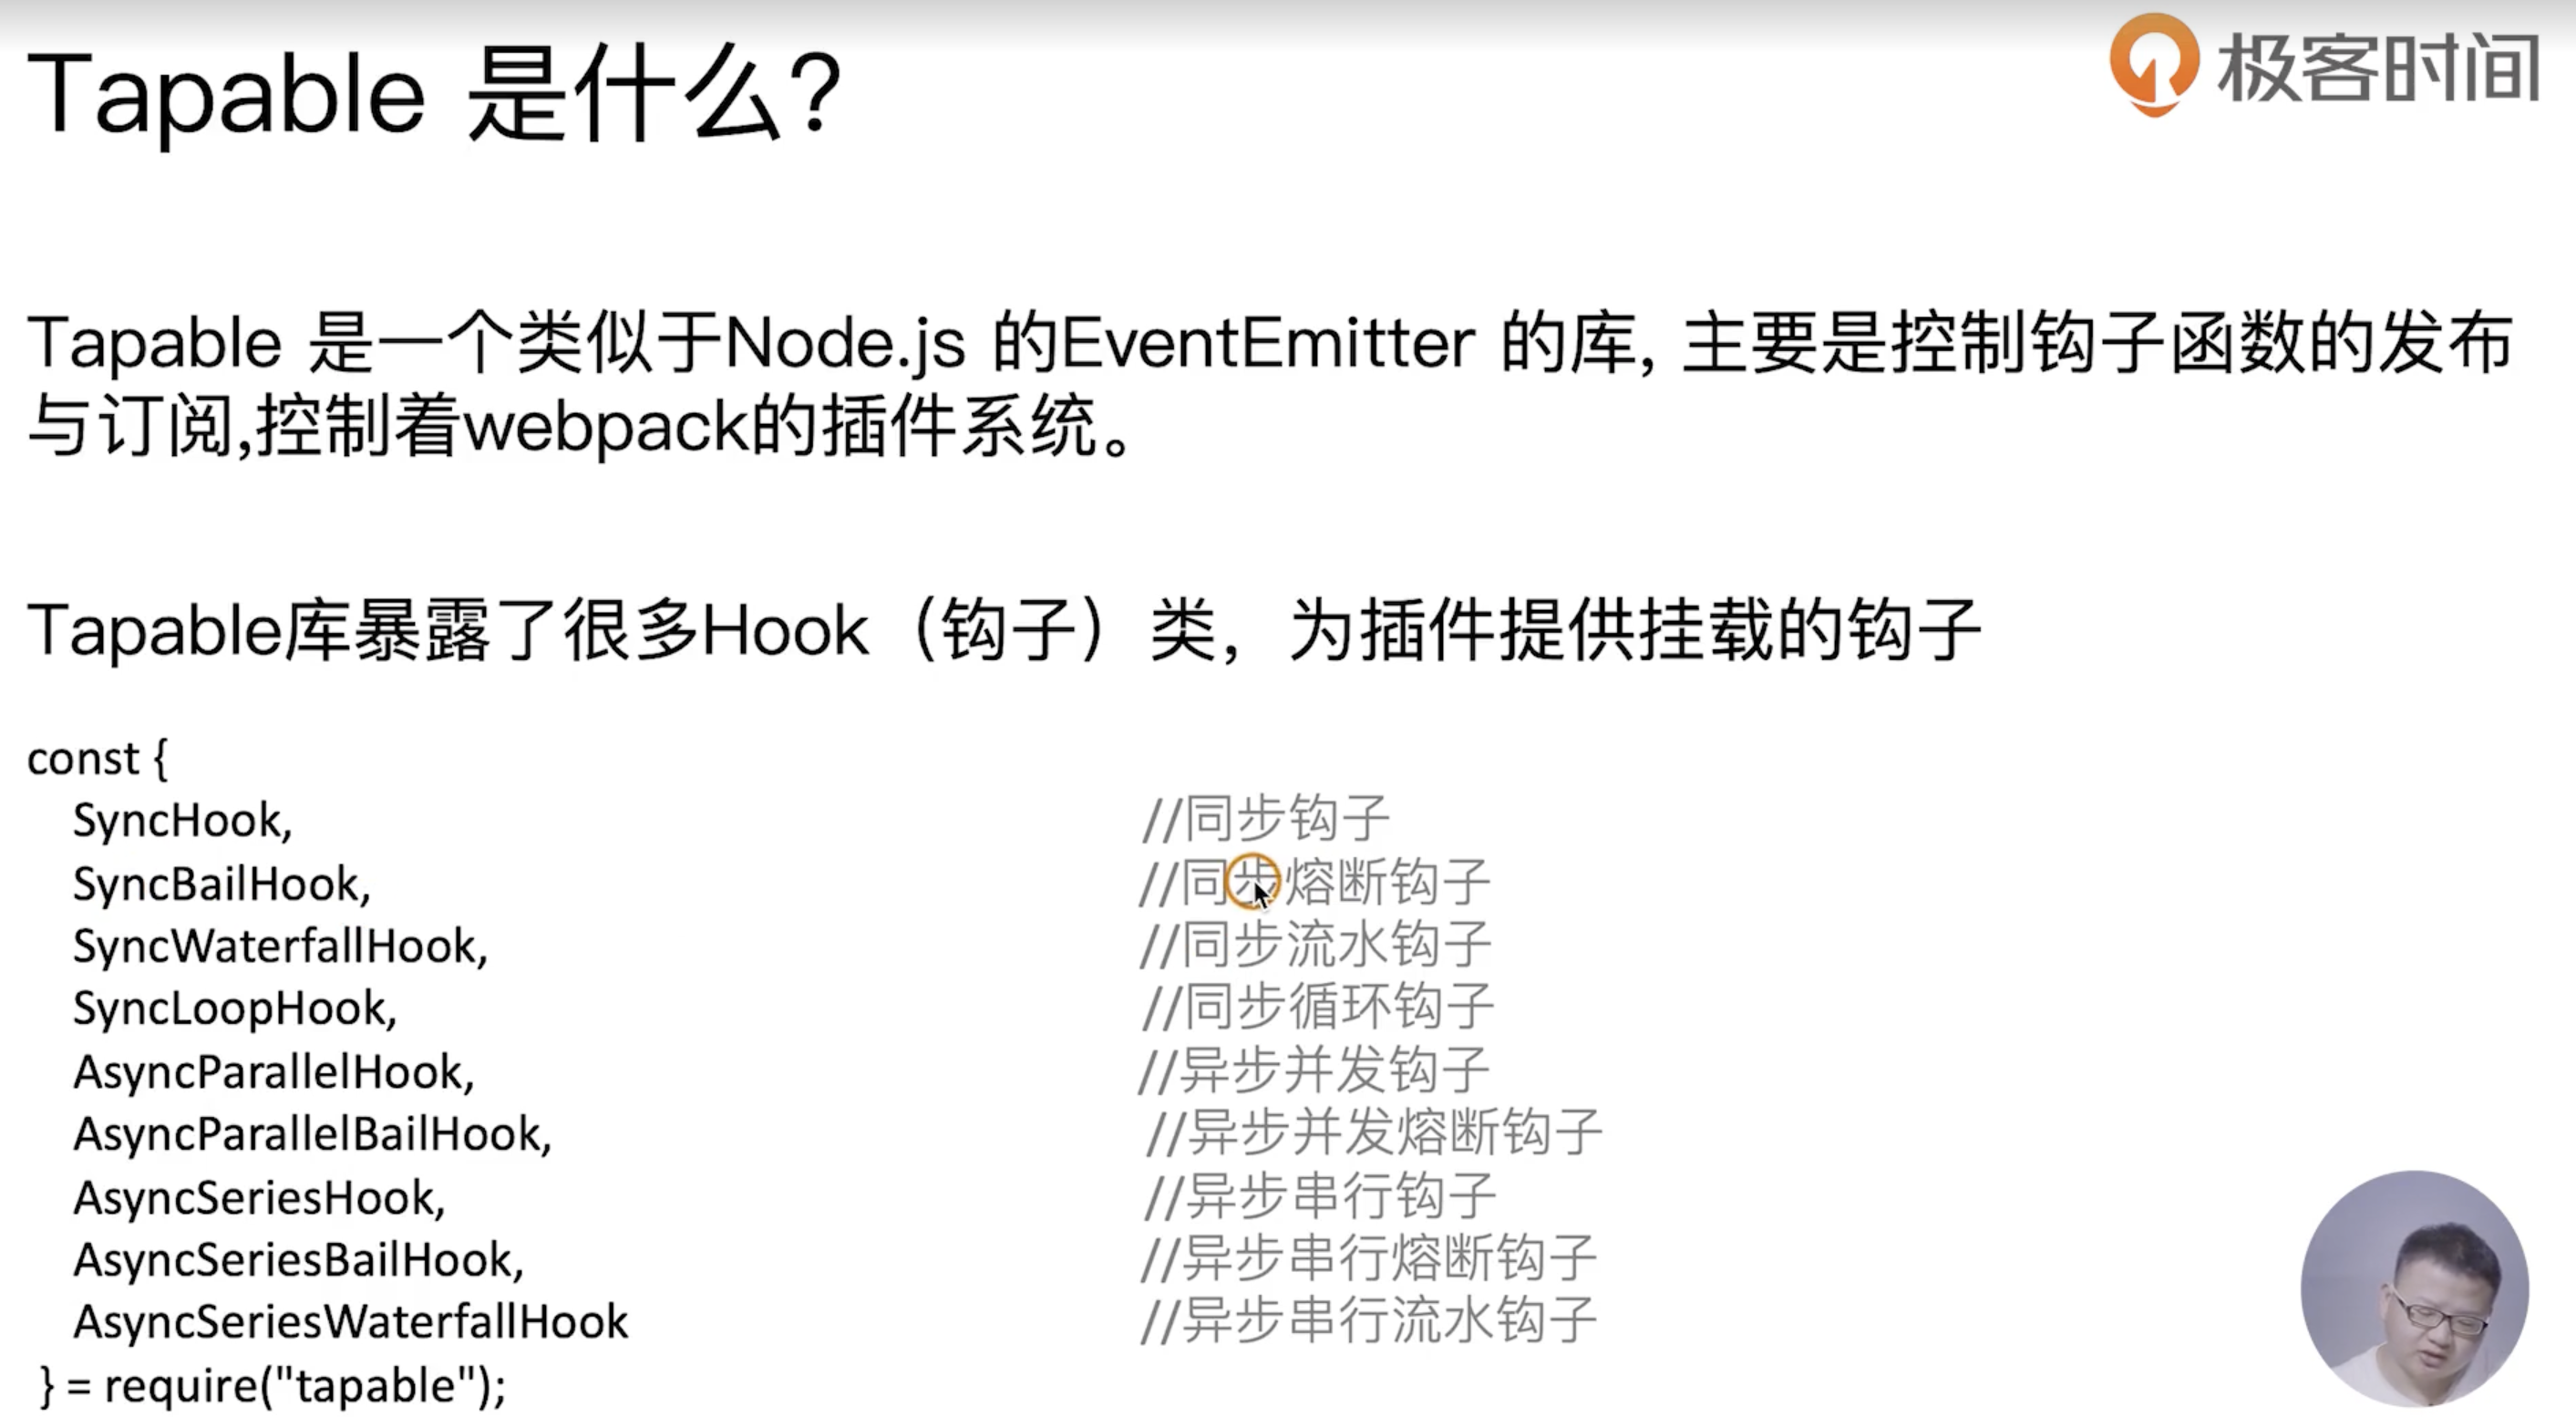 Tapable 是什么?
极客时间
Tapable 是一个类似于Node.js 的EventEmitter 的库, 主要是控制钩子函数的发布
与订阅,控制着webpack的插件系统。
Tapable库暴露了很多Hook（钩子）类，为插件提供挂载的钩子
const {
SyncHook, //同步钩子
SyncBailHook, //同步熔断钩子
SyncWaterfallHook, //同步流水钩子
SyncLoopHook, //同步循环钩子
AsyncParallelHook, //异步并发钩子
AsyncParallelBailHook, //异步并发熔断钩子
AsyncSeriesHook, //异步串行钩子
AsyncSeriesBailHook, //异步串行熔断钩子
AsyncSeriesWaterfallHook //异步串行流水钩子
} = require("tapable");